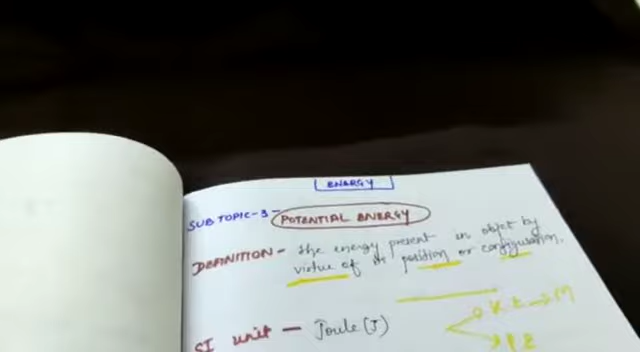 ENERGY
SUB TOPIC-3- POTENTIAL ENERGY
DEFINITION - the energy present in object by
virtue of its position or configuration.
SI unit - Joule (J)
K.E → M
P.E